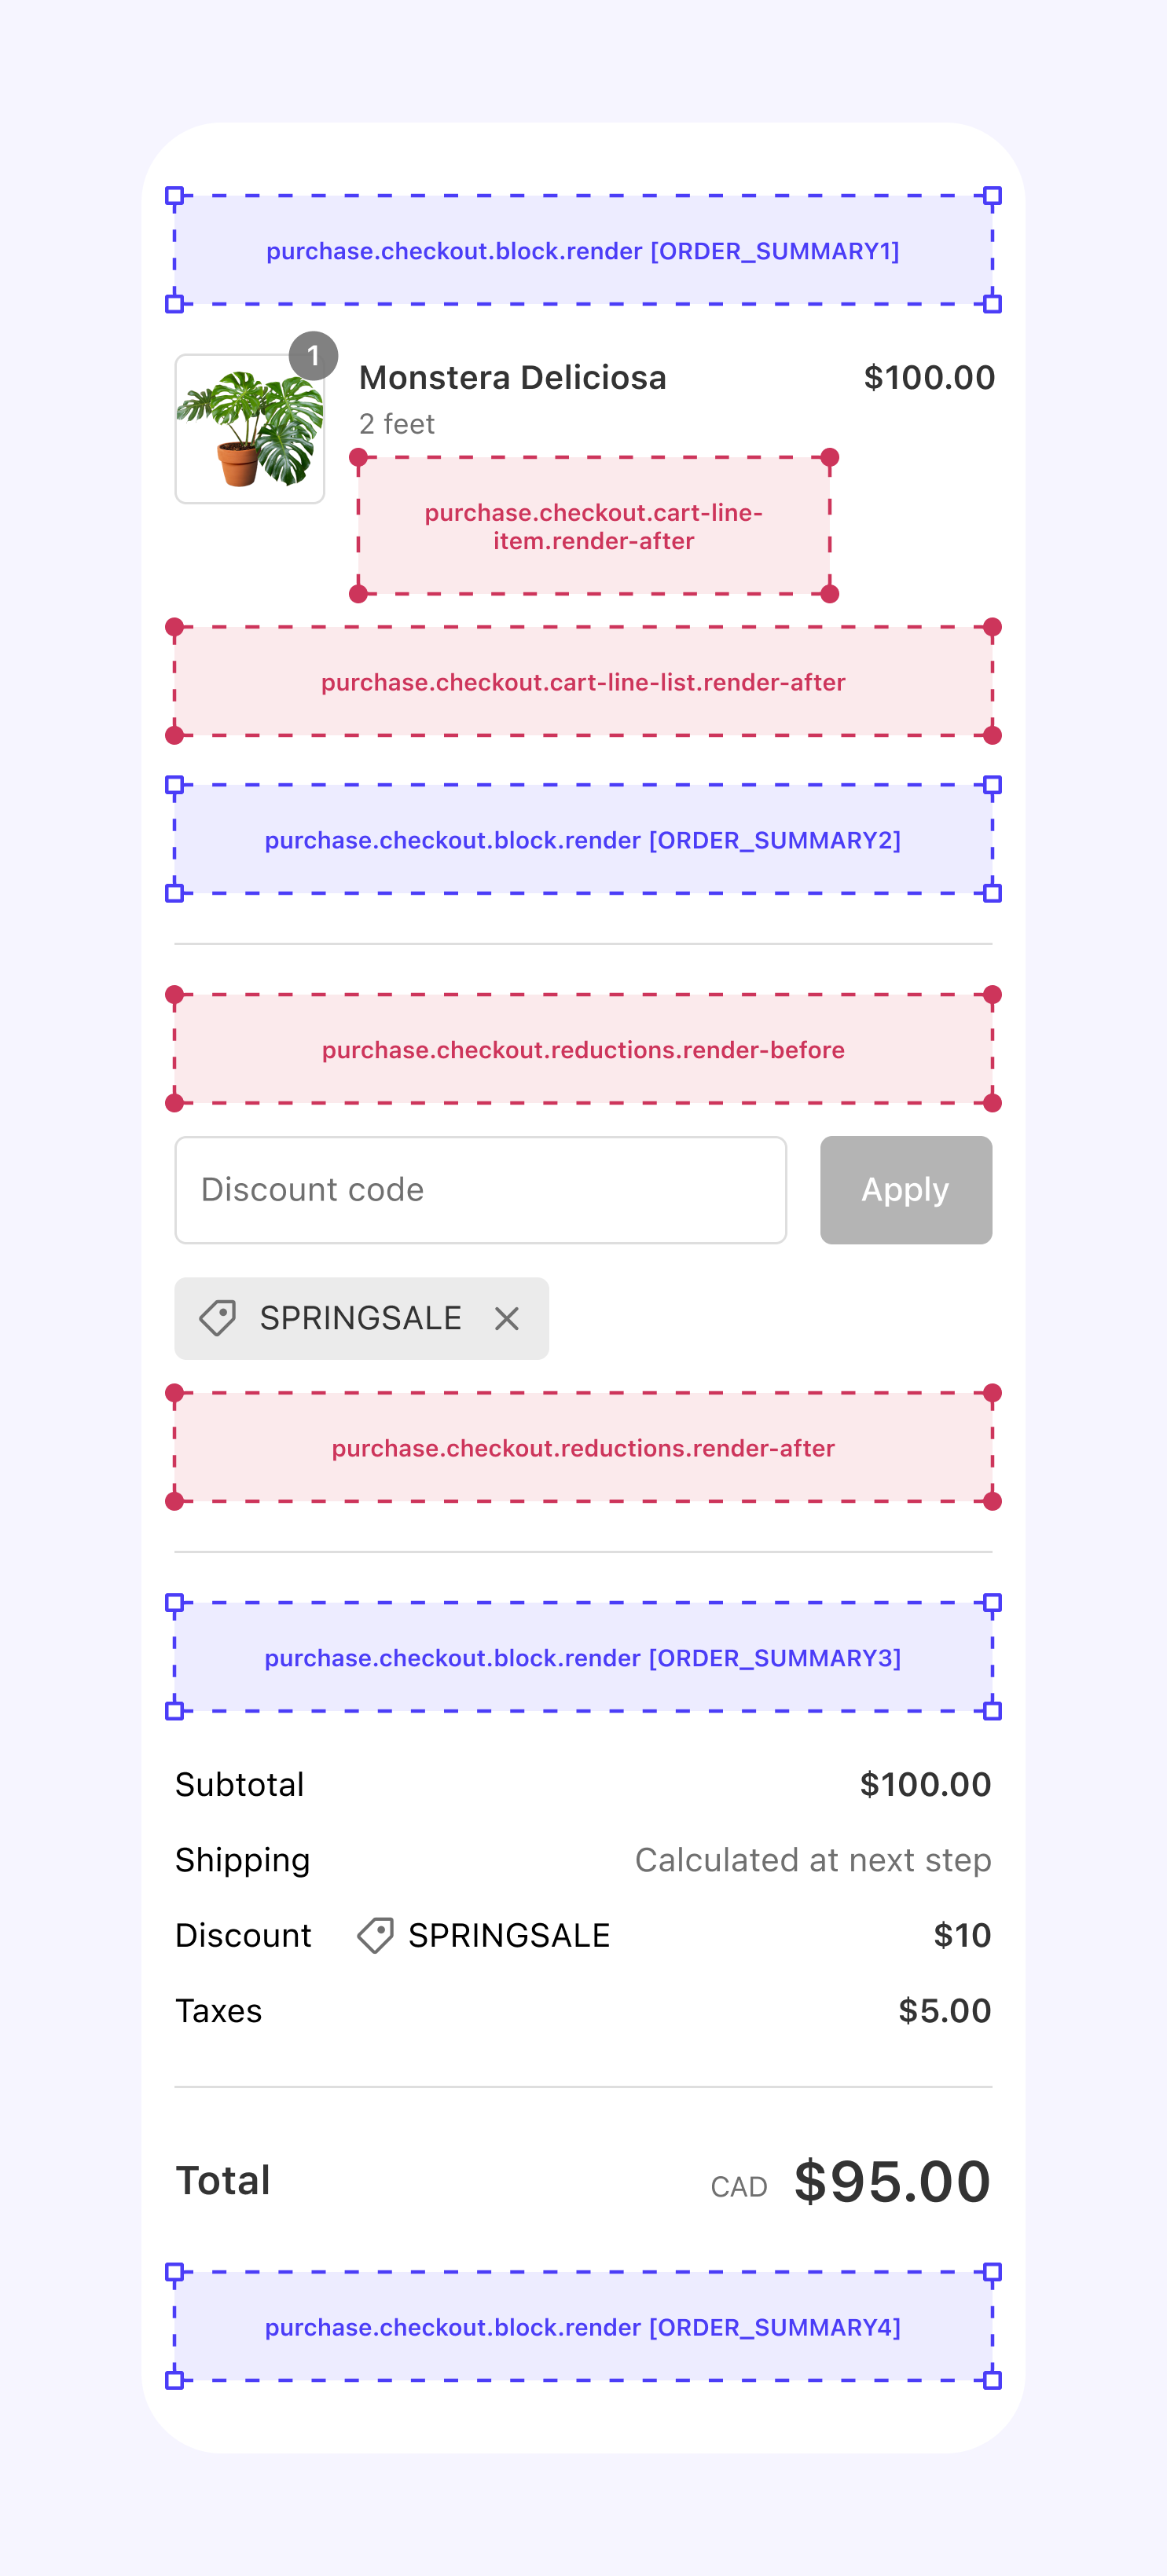 purchase.checkout.block.render [ORDER_SUMMARY1]
1
Monstera Deliciosa $100.00
2 feet
purchase.checkout.cart-line-
item.render-after
purchase.checkout.cart-line-list.render-after
purchase.checkout.block.render [ORDER_SUMMARY2]
purchase.checkout.reductions.render-before
Discount code Apply
SPRINGSALE
purchase.checkout.reductions.render-after
purchase.checkout.block.render [ORDER_SUMMARY3]
Subtotal $100.00
Shipping Calculated at next step
Discount SPRINGSALE $10
Taxes $5.00
Total CAD $95.00
purchase.checkout.block.render [ORDER_SUMMARY4]